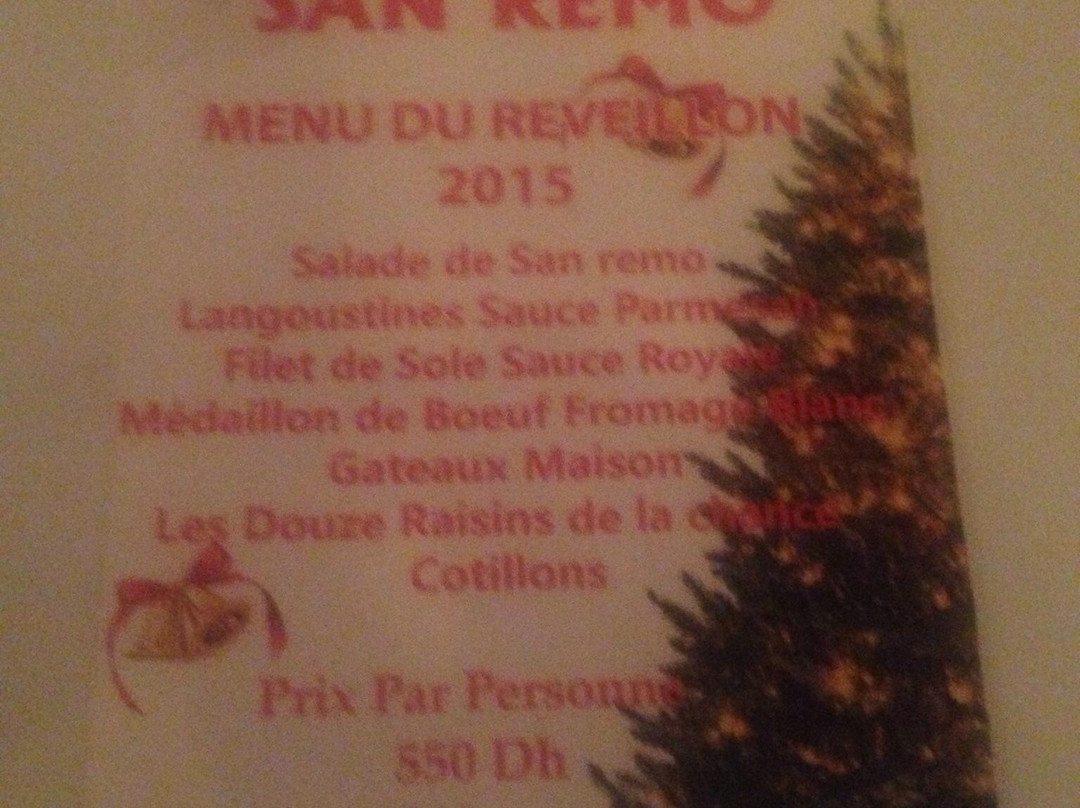 SAN REMO
MENU DU REVEILLON
2015
Salade de San remo
Langoustines Sauce Parmesan
Filet de Sole Sauce Royale
Médaillon de Boeuf Fromage Blanc
Gateaux Maison
Les Douze Raisins de la chance
Cotillons
Prix Par Personne
550 Dh